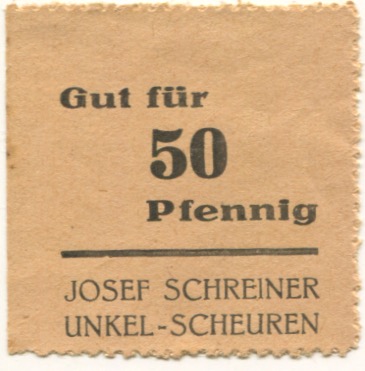 Gut für
50
Pfennig
JOSEF SCHREINER
UNKEL-SCHEUREN